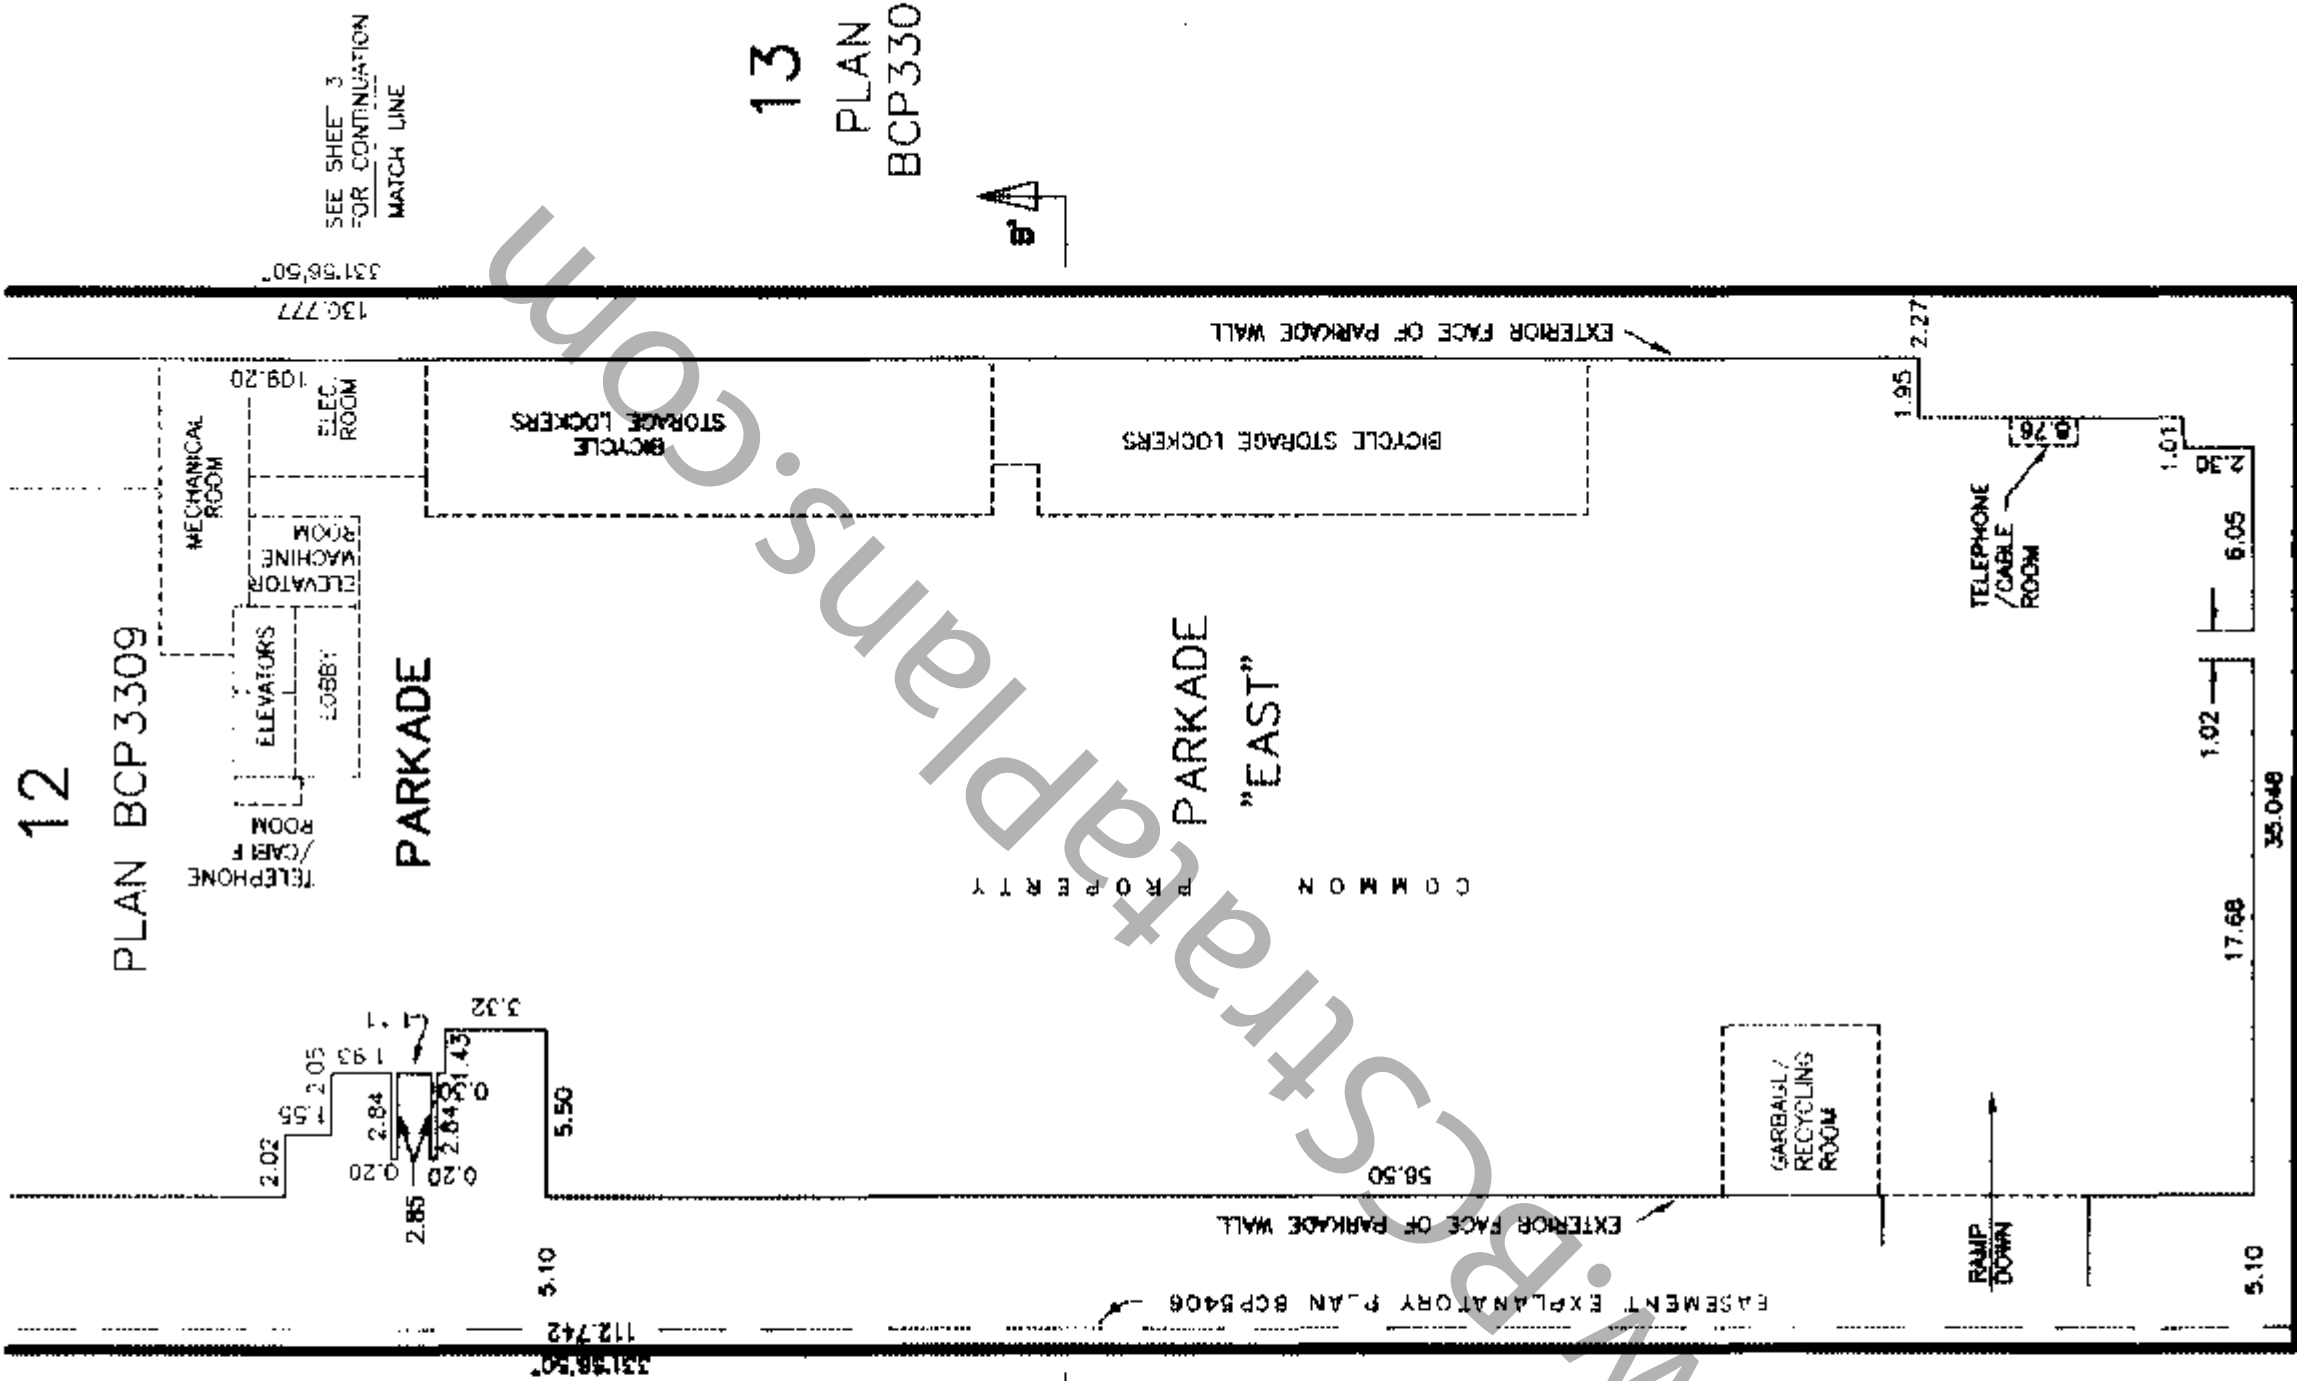 SEE SHEET 3
FOR CONTINUATION
MATCH LINE
13
PLAN
BCP330
B'
331°56'50"
130.777
EXTERIOR FACE OF PARKADE WALL
2.27
1.95
109.20
ELEC
ROOM
MECHANICAL
ROOM
BICYCLE
STORAGE LOCKERS
BICYCLE STORAGE LOCKERS
1.01
2.36
6.05
TELEPHONE
/CABLE
ROOM
ELEVATOR
MACHINE
ROOM
ELEVATORS
LOBBY
TELEPHONE
/CABLE
ROOM
12
PLAN BCP3309
PARKADE
PARKADE
"EAST"
COMMON PROPERTY
1.02
35.048
17.68
3.32
1.93
2.05
1.55
2.02
2.84
1.43
2.84
0.20
0.20
2.85
5.50
5.10
56.50
GARBAGE/
RECYCLING
ROOM
EXTERIOR FACE OF PARKADE WALL
RAMP
DOWN
5.10
EASEMENT EXPLANATORY PLAN BCP5406
112.742
331°56'50"
w.BCStrataPlans.com